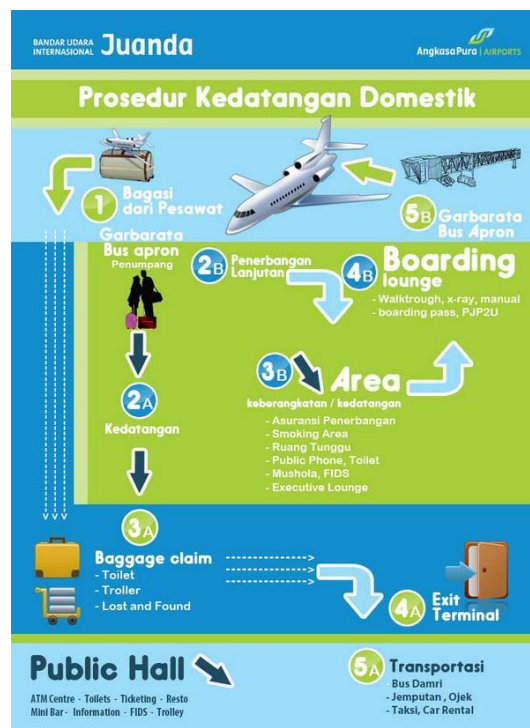 BANDAR UDARA
INTERNASIONAL Juanda
AngkasaPura | AIRPORTS
Prosedur Kedatangan Domestik
1 Bagasi
dari Pesawat
Garbarata
Bus apron
Penumpang
5B Garbarata
Bus Apron
2B Penerbangan
Lanjutan
4B Boarding
lounge
- Walktrough, x-ray, manual
- boarding pass, PJP2U
2A
Kedatangan
3B Area
keberangkatan / kedatangan
- Asuransi Penerbangan
- Smoking Area
- Ruang Tunggu
- Public Phone, Toilet
- Mushola, FIDS
- Executive Lounge
3A
Baggage claim
- Toilet
- Troller
- Lost and Found
4A Exit
Terminal
Public Hall
ATM Centre - Toilets - Ticketing - Resto
Mini Bar - Information - FIDS - Trolley
5A Transportasi
- Bus Damri
- Jemputan , Ojek
- Taksi, Car Rental